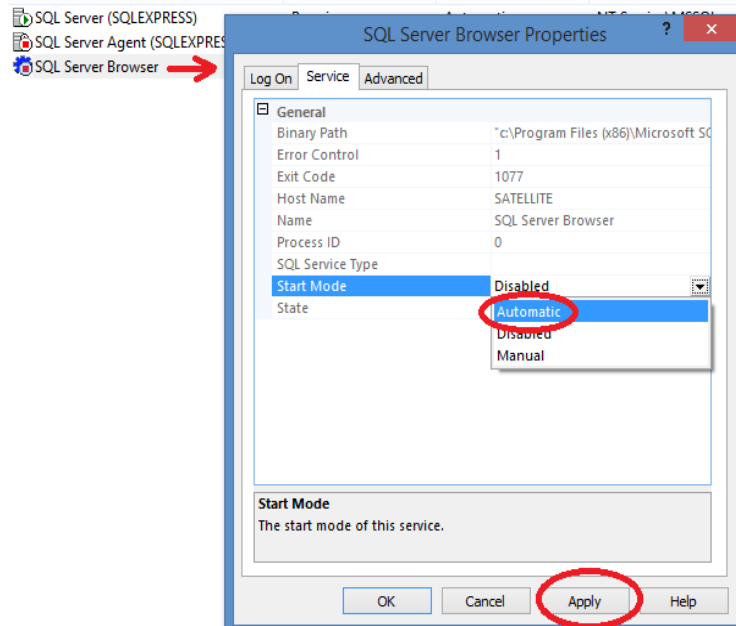 SQL Server (SQLEXPRESS)
SQL Server Agent (SQLEXPRES
SQL Server Browser
SQL Server Browser Properties
? ×
Log On Service Advanced
General
Binary Path "c:\Program Files (x86)\Microsoft SQ
Error Control 1
Exit Code 1077
Host Name SATELLITE
Name SQL Server Browser
Process ID 0
SQL Service Type
Start Mode Disabled
State
Automatic
Disabled
Manual
Start Mode
The start mode of this service.
OK Cancel Apply Help